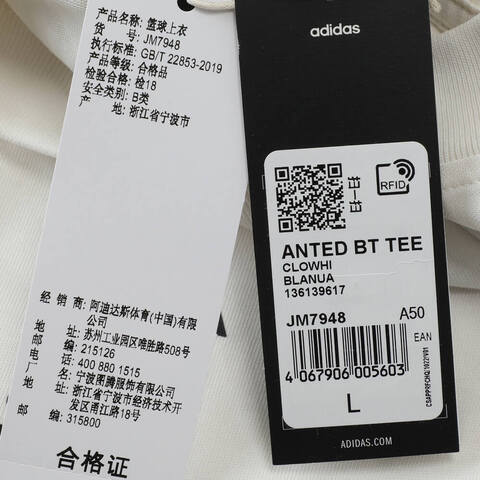 产品名称: 篮球上衣
货 号: JM7948
执行标准: GB/T 22853-2019
产品等级: 合格品
检验合格: 检18
安全类别: B类
产 地: 浙江省宁波市
经 销 商: 阿迪达斯体育(中国)有限公司
地 址: 苏州工业园区唯胜路508号
邮 编: 215126
电 话: 400 880 1515
厂 名: 宁波图腾服饰有限公司
地 址: 浙江省宁波市经济技术开
发区甬江路18号
邮 编: 315800
合格证
adidas
RFID
ANTED BT TEE
CLOWHI
BLANUA
136139617
JM7948
A50
EAN
4 067906 005603
L
ADIDAS.COM